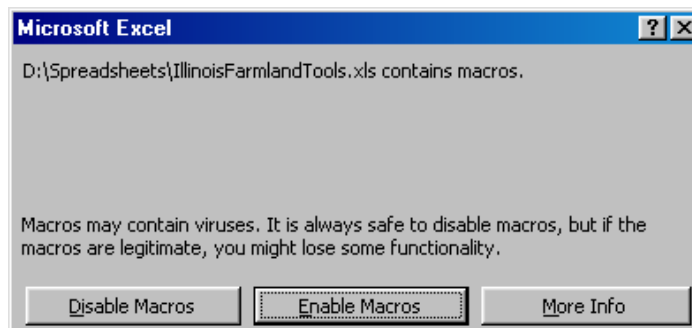 Microsoft Excel
D:\Spreadsheets\IllinoisFarmlandTools.xls contains macros.
Macros may contain viruses. It is always safe to disable macros, but if the
macros are legitimate, you might lose some functionality.
Disable Macros Enable Macros More Info